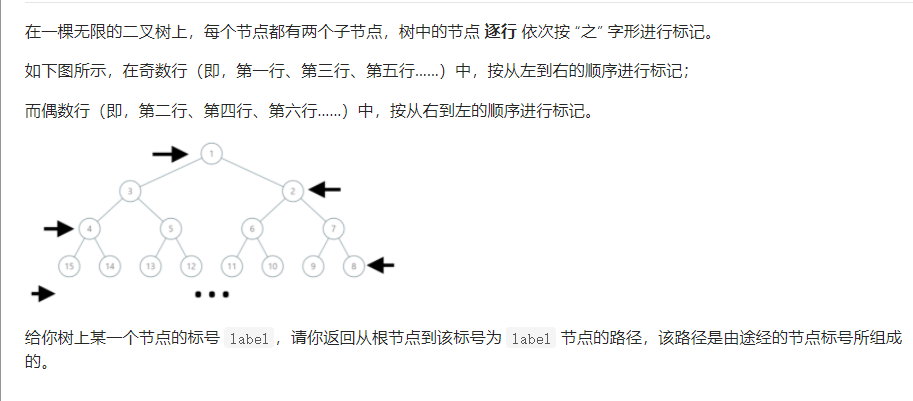 在一棵无限的二叉树上，每个节点都有两个子节点，树中的节点 逐行 依次按 “之” 字形进行标记。
如下图所示，在奇数行（即，第一行、第三行、第五行……）中，按从左到右的顺序进行标记；
而偶数行（即，第二行、第四行、第六行……）中，按从右到左的顺序进行标记。
1
3 2
4 5 6 7
15 14 13 12 11 10 9 8
给你树上某一个节点的标号 label ，请你返回从根节点到该标号为 label 节点的路径，该路径是由途经的节点标号所组成
的。